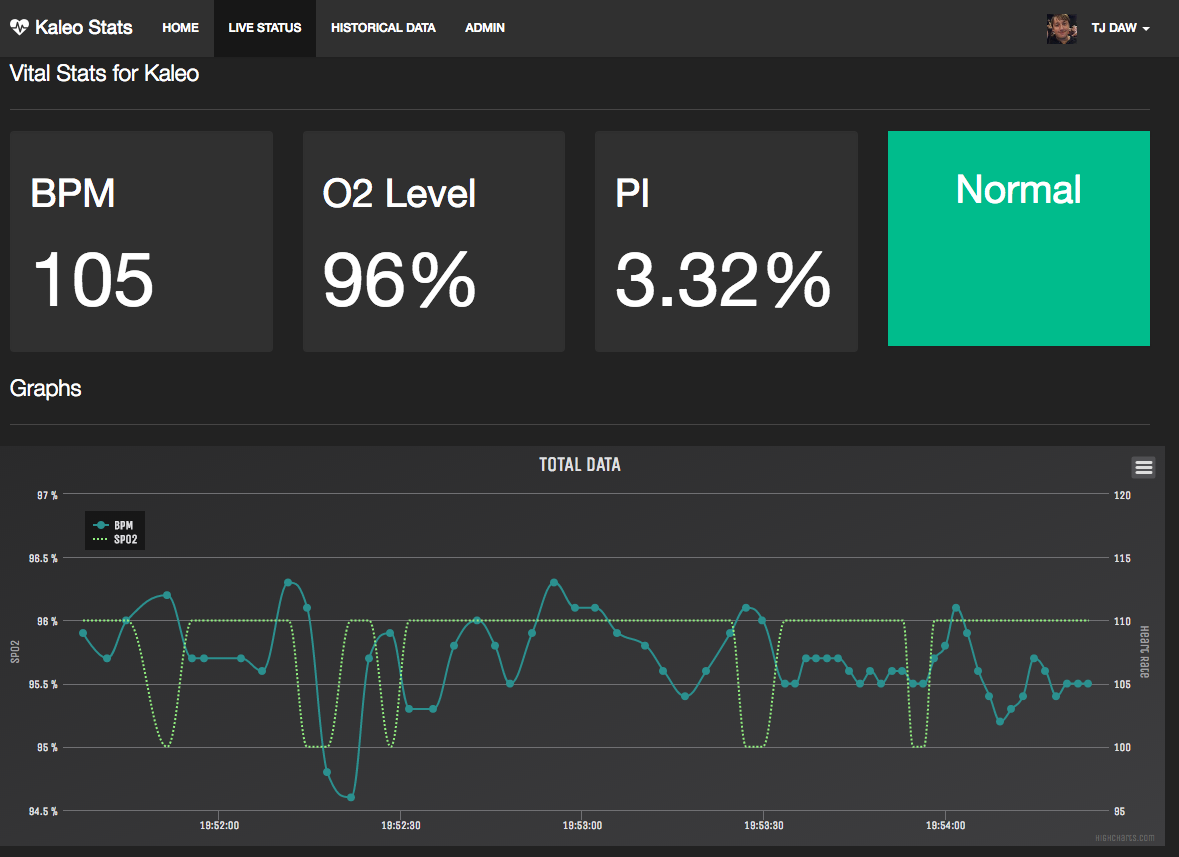 Kaleo Stats HOME LIVE STATUS HISTORICAL DATA ADMIN TJ DAW
Vital Stats for Kaleo
BPM
105
O2 Level
96%
PI
3.32%
Normal
Graphs
TOTAL DATA
97 %
96.5 %
96 %
95.5 %
95 %
94.5 %
SPO2
BPM
SPO2
120
115
110
105
100
95
Heart Rate
19:52:00 19:52:30 19:53:00 19:53:30 19:54:00
Highcharts.com